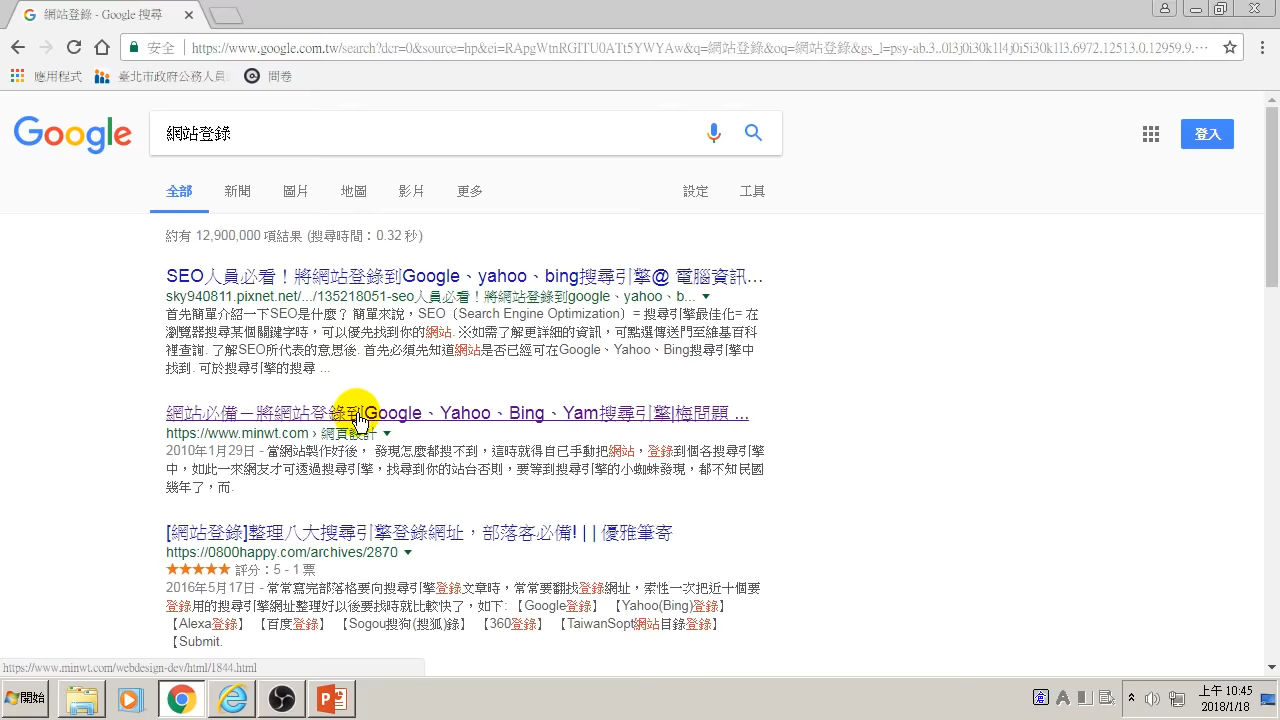 網站登錄 - Google 搜尋
安全
https://www.google.com.tw/search?dcr=0&source=hp&ei=RApgWtnRGITU0ATt5YWYAw&q=網站登錄&oq=網站登錄&gs_l=psy-ab.3..0l3j0i30k1l4j0i5i30k1l3.6972.12513.0.12959.9.…
應用程式
臺北市政府公務人員
問卷
Google
網站登錄
登入
全部
新聞
圖片
地圖
影片
更多
設定
工具
約有 12,900,000 項結果 (搜尋時間：0.32 秒)
SEO人員必看！將網站登錄到Google、yahoo、bing搜尋引擎@ 電腦資訊...
sky940811.pixnet.net/.../135218051-seo人員必看！將網站登錄到google、yahoo、b...
首先簡單介紹一下SEO是什麼？ 簡單來說，SEO〔Search Engine Optimization〕= 搜尋引擎最佳化= 在
瀏覽器搜尋某個關鍵字時，可以優先找到你的網站. ※如需了解更詳細的資訊，可點選傳送門至維基百科
裡查詢. 了解SEO所代表的意思後. 首先必須先知道網站是否已經可在Google、Yahoo、Bing搜尋引擎中
找到. 可於搜尋引擎的搜尋 ...
網站必備－將網站登錄到Google、Yahoo、Bing、Yam搜尋引擎|梅問題 ...
https://www.minwt.com › 網頁設計
2010年1月29日 - 當網站製作好後， 發現怎麼都搜不到，這時就得自己手動把網站，登錄到個各搜尋引擎
中，如此一來網友才可透過搜尋引擎，找尋到你的站台否則，要等到搜尋引擎的小蜘蛛發現，都不知民國
幾年了，而.
[網站登錄]整理八大搜尋引擎登錄網址，部落客必備! | | 優雅筆寄
https://0800happy.com/archives/2870
評分：5 - 1 票
2016年5月17日 - 常常寫完部落格要向搜尋引擎登錄文章時，常常要翻找登錄網址，索性一次把近十個要
登錄用的搜尋引擎網址整理好以後要找時就比較快了，如下: 【Google登錄】 【Yahoo(Bing)登錄】
【Alexa登錄】 【百度登錄】 【Sogou搜狗(搜狐)錄】 【360登錄】 【TaiwanSopt網站目錄登錄】
【Submit.
https://www.minwt.com/webdesign-dev/html/1844.html
開始
上午 10:45
2018/1/18